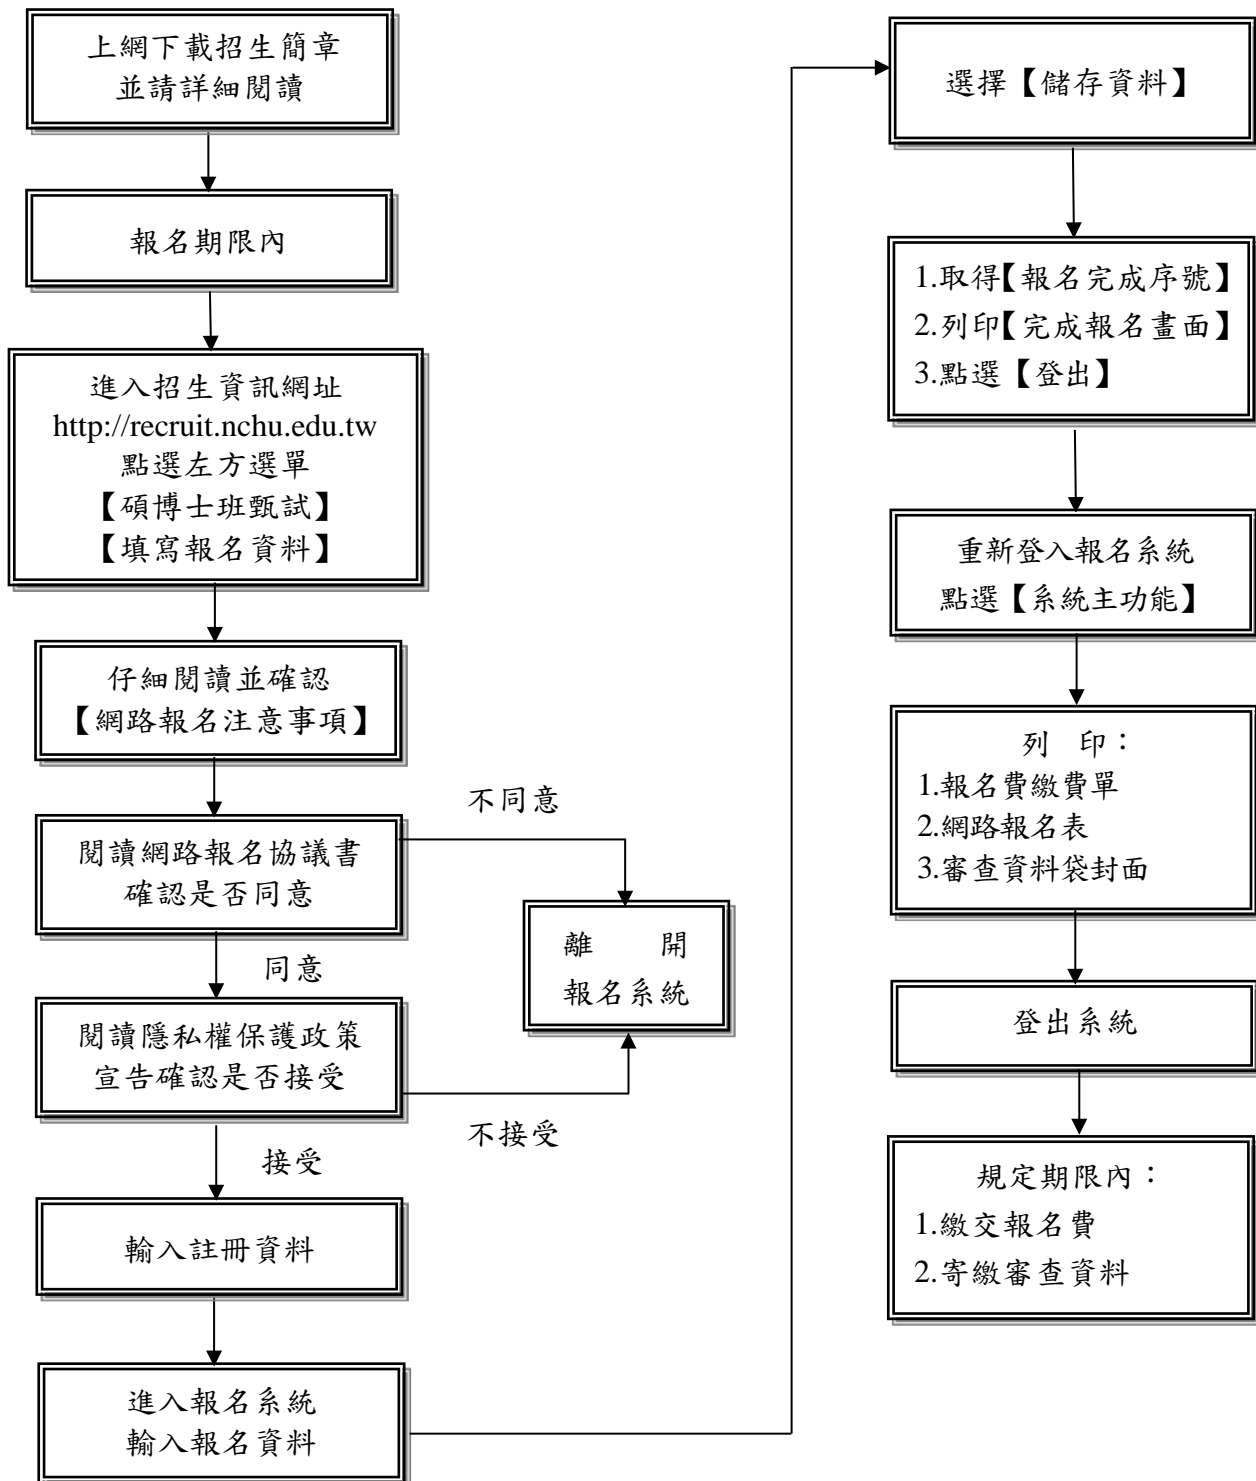 上網下載招生簡章
並請詳細閱讀
報名期限內
進入招生資訊網址
http://recruit.nchu.edu.tw
點選左方選單
【碩博士班甄試】
【填寫報名資料】
仔細閱讀並確認
【網路報名注意事項】
不同意
閱讀網路報名協議書
確認是否同意
離 開
報名系統
同意
閱讀隱私權保護政策
宣告確認是否接受
不接受
接受
輸入註冊資料
進入報名系統
輸入報名資料
選擇【儲存資料】
1.取得【報名完成序號】
2.列印【完成報名畫面】
3.點選【登出】
重新登入報名系統
點選【系統主功能】
列 印：
1.報名費繳費單
2.網路報名表
3.審查資料袋封面
登出系統
規定期限內：
1.繳交報名費
2.寄繳審查資料